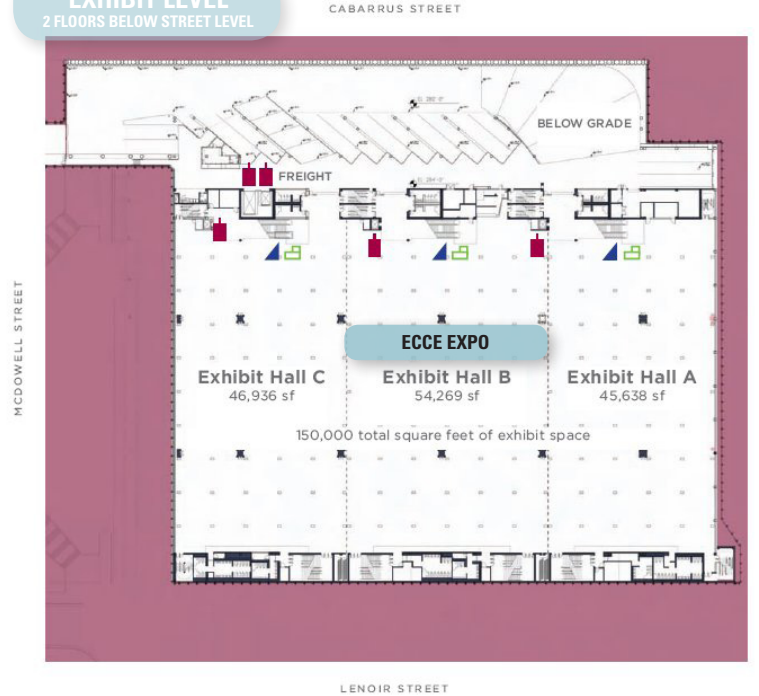 EXHIBIT LEVEL
2 FLOORS BELOW STREET LEVEL
CABARRUS STREET
BELOW GRADE
FREIGHT
MCDOWELL STREET
ECCE EXPO
Exhibit Hall C
46,936 sf
Exhibit Hall B
54,269 sf
Exhibit Hall A
45,638 sf
150,000 total square feet of exhibit space
LENOIR STREET